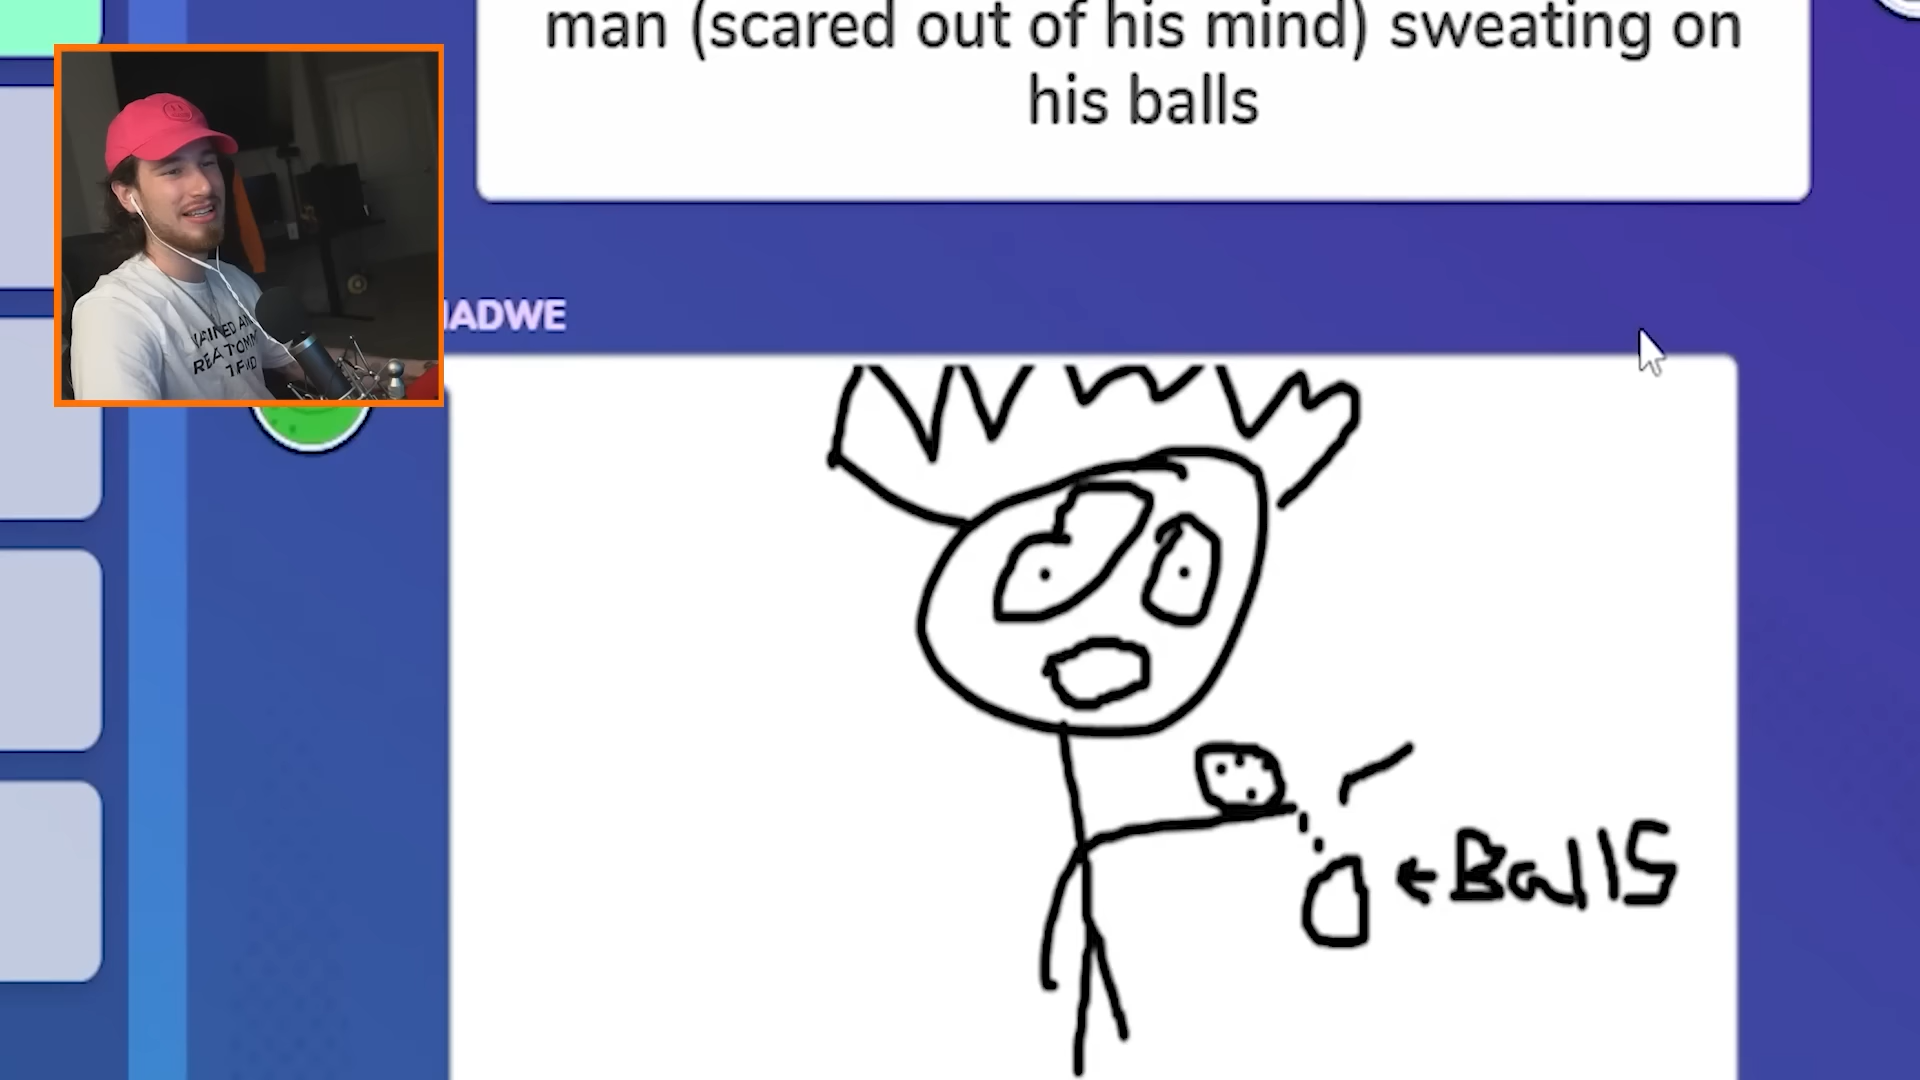 man (scared out of his mind) sweating on
his balls
ADWE
←Balls